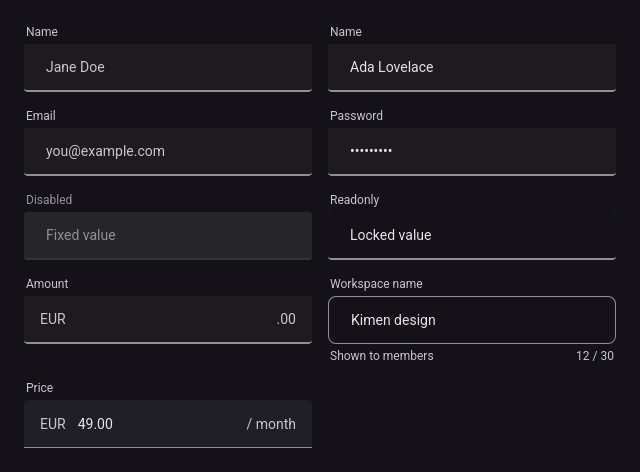 Name
Jane Doe
Name
Ada Lovelace
Email
you@example.com
Password
•••••••••
Disabled
Fixed value
Readonly
Locked value
Amount
EUR .00
Workspace name
Kimen design
Shown to members 12 / 30
Price
EUR 49.00 / month